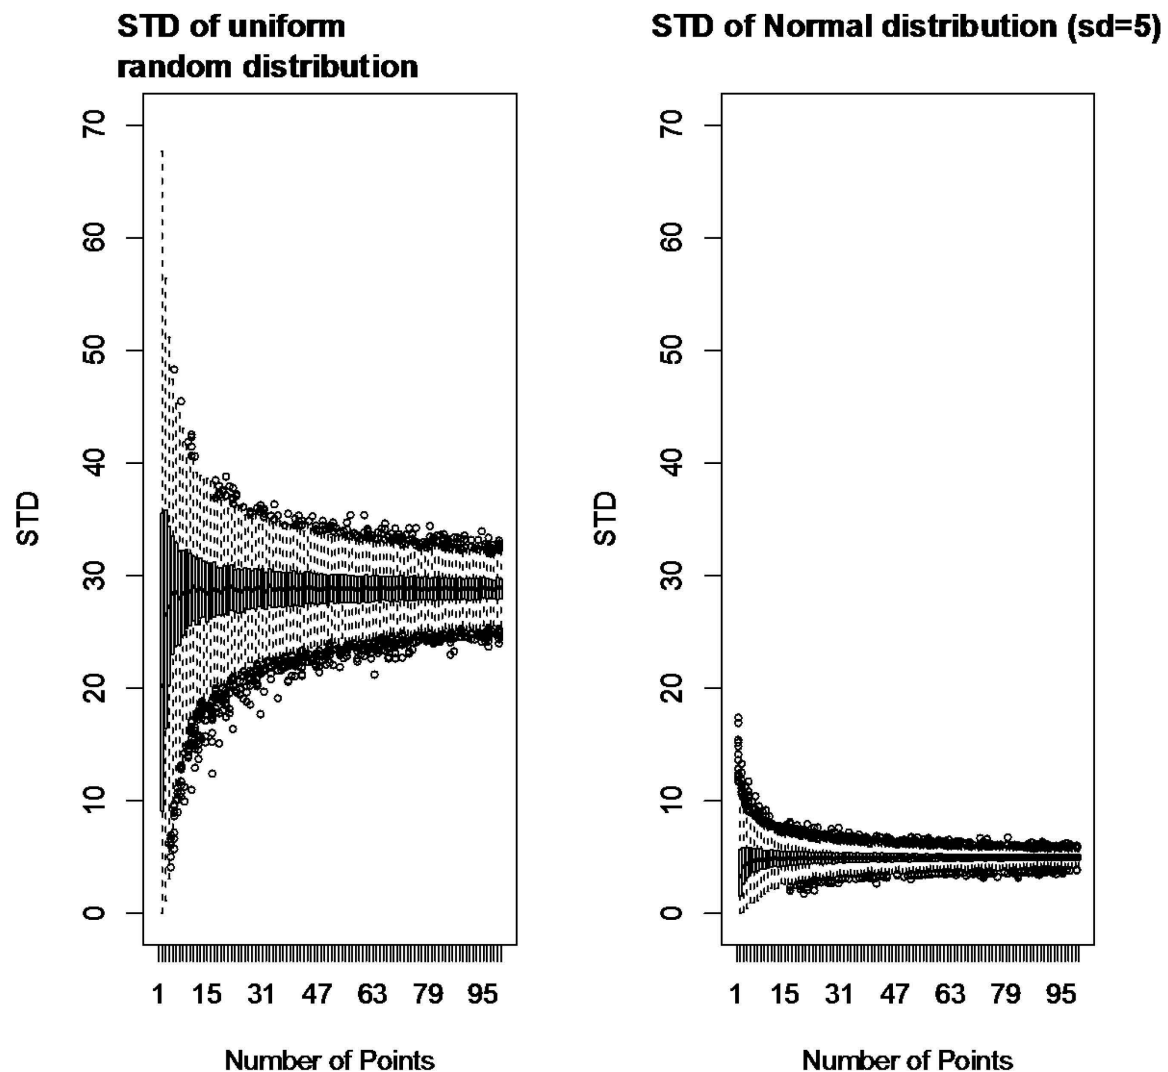 STD of uniform
random distribution
STD
70
60
50
40
30
20
10
0
1 15 31 47 63 79 95
Number of Points
STD of Normal distribution (sd=5)
STD
70
60
50
40
30
20
10
0
1 15 31 47 63 79 95
Number of Points